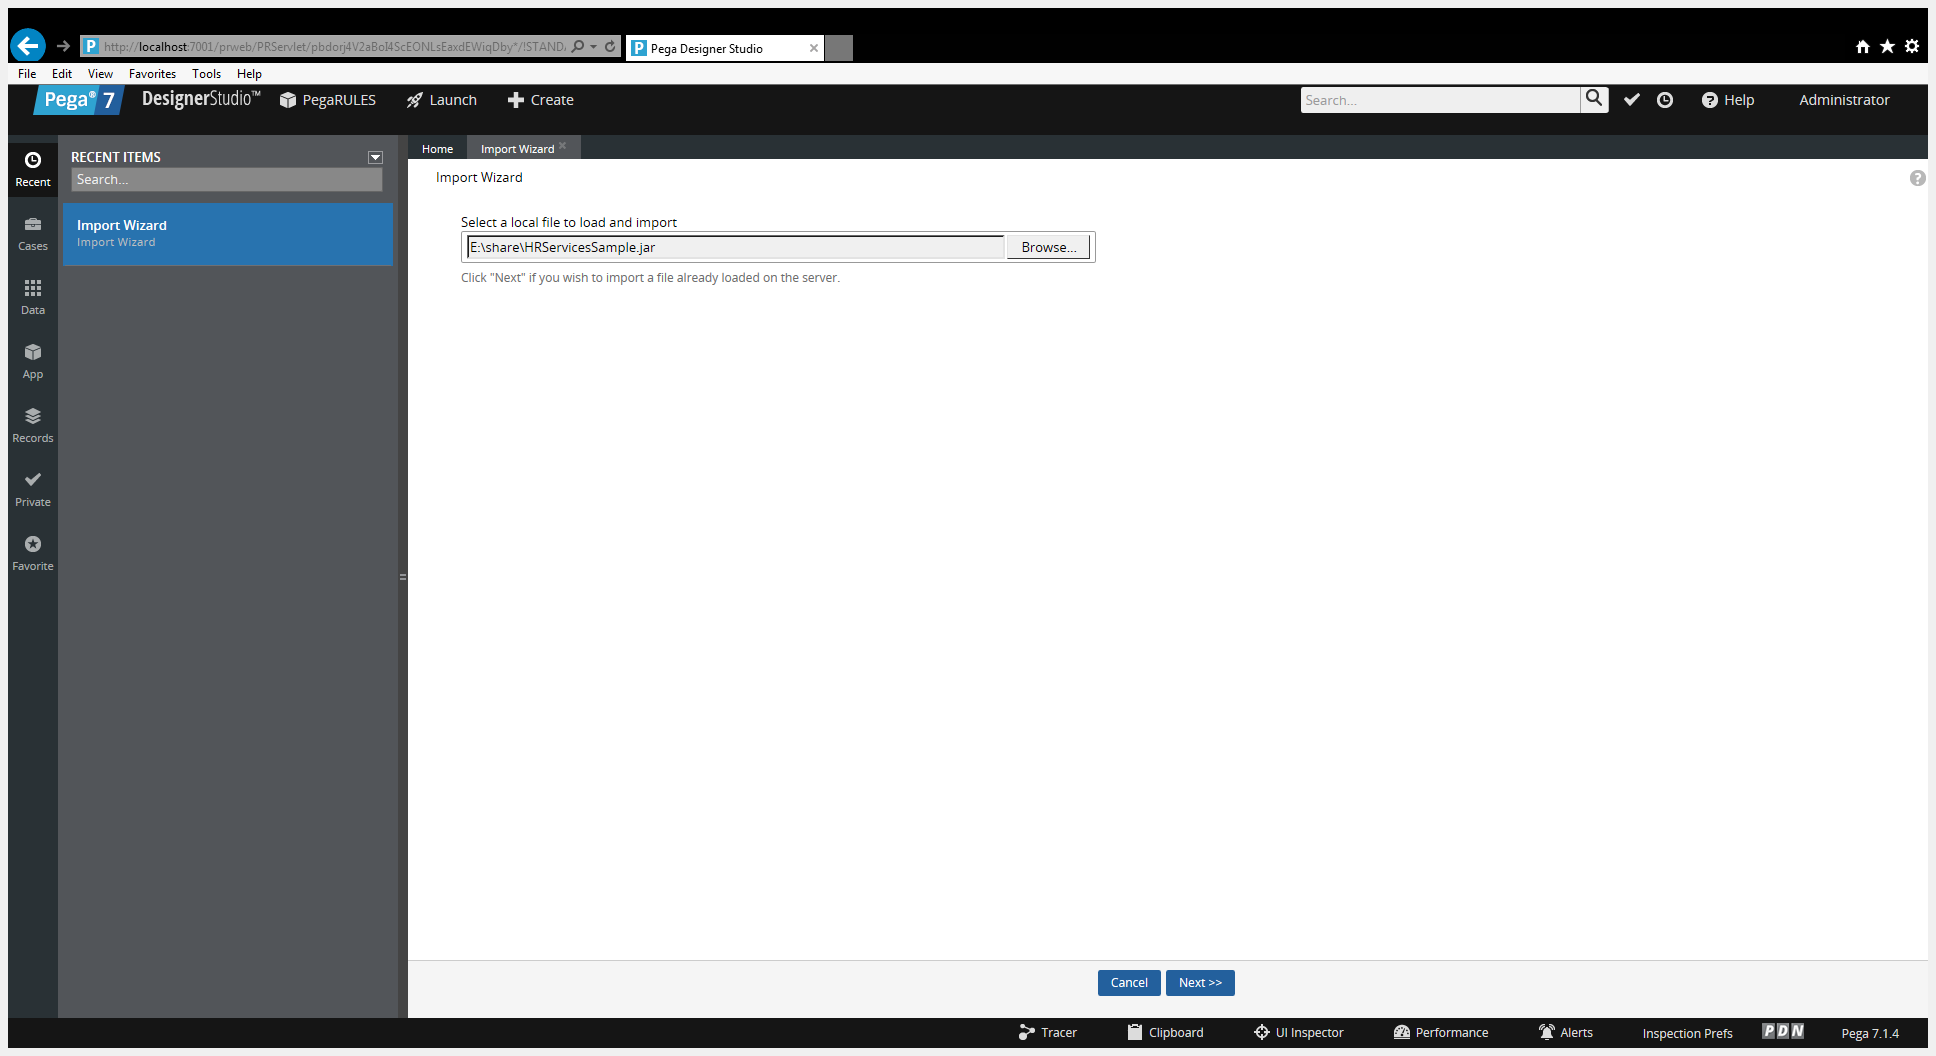 http://localhost:7001/prweb/PRServlet/pbdorj4V2aBoI4ScEONLsEaxdEWiqDby*/!STAND
P Pega Designer Studio
File Edit View Favorites Tools Help
Pega® 7 DesignerStudio™ PegaRULES Launch Create Search... Help Administrator
Recent
Cases
Data
App
Records
Private
Favorite
RECENT ITEMS
Search...
Import Wizard
Import Wizard
Home Import Wizard
Import Wizard
Select a local file to load and import
E:\share\HRServicesSample.jar Browse...
Click "Next" if you wish to import a file already loaded on the server.
Cancel Next >>
Tracer Clipboard UI Inspector Performance Alerts Inspection Prefs PDN Pega 7.1.4